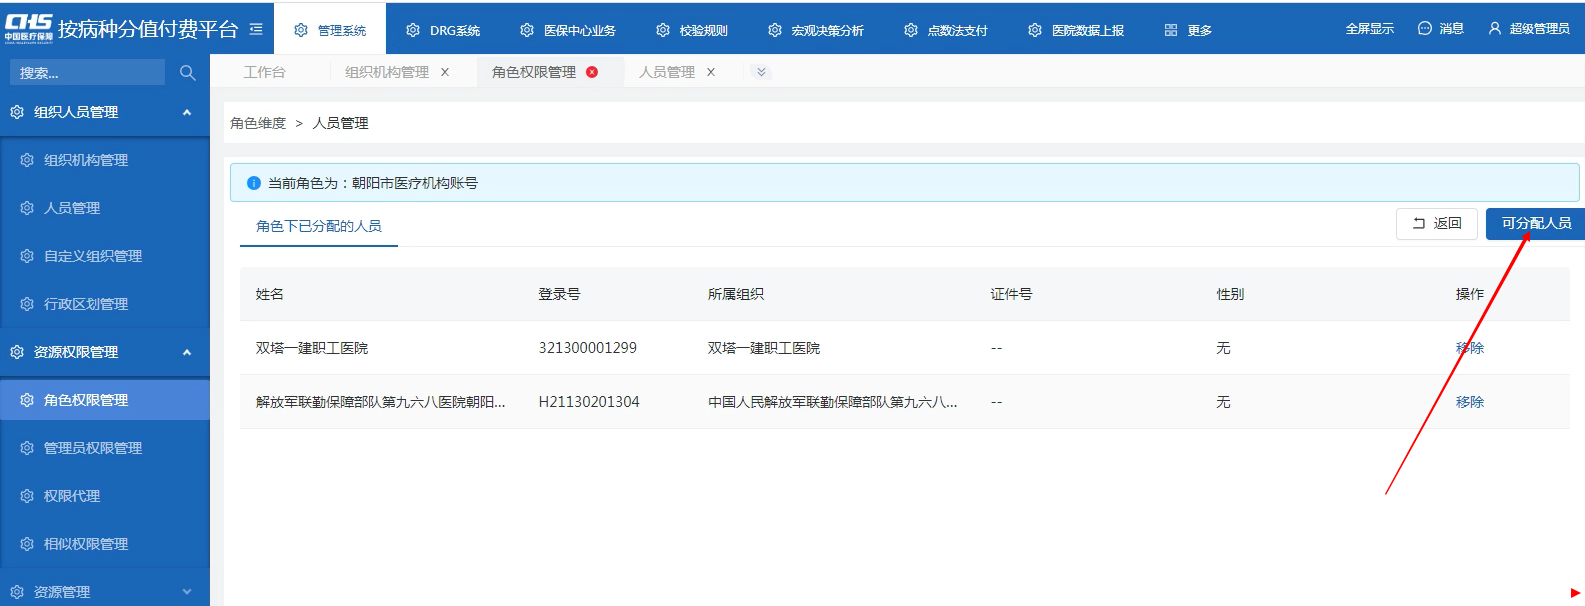 CHS 中国医疗保障 按病种分值付费平台 管理系统 DRG系统 医保中心业务 校验规则 宏观决策分析 点数法支付 医院数据上报 更多 全屏显示 消息 超级管理员
搜索...
工作台 组织机构管理 × 角色权限管理 人员管理 ×
组织人员管理
组织机构管理
人员管理
自定义组织管理
行政区划管理
资源权限管理
角色权限管理
管理员权限管理
权限代理
相似权限管理
资源管理
角色维度 > 人员管理
当前角色为：朝阳市医疗机构账号
角色下已分配的人员 返回 可分配人员
姓名 登录号 所属组织 证件号 性别 操作
双塔一建职工医院 321300001299 双塔一建职工医院 -- 无 移除
解放军联勤保障部队第九六八医院朝阳... H21130201304 中国人民解放军联勤保障部队第九六八... -- 无 移除